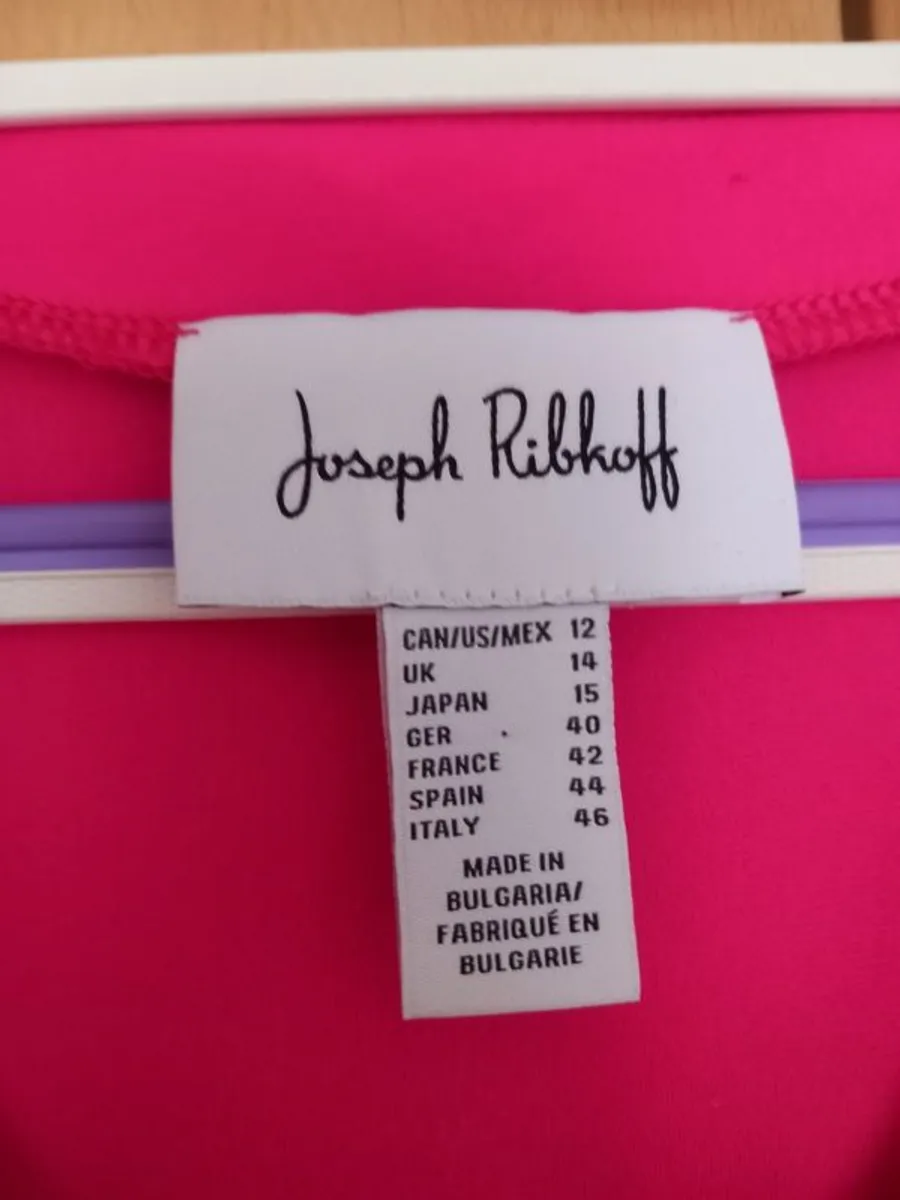 Joseph Ribkoff
CAN/US/MEX 12
UK 14
JAPAN 15
GER 40
FRANCE 42
SPAIN 44
ITALY 46
MADE IN
BULGARIA/
FABRIQUÉ EN
BULGARIE